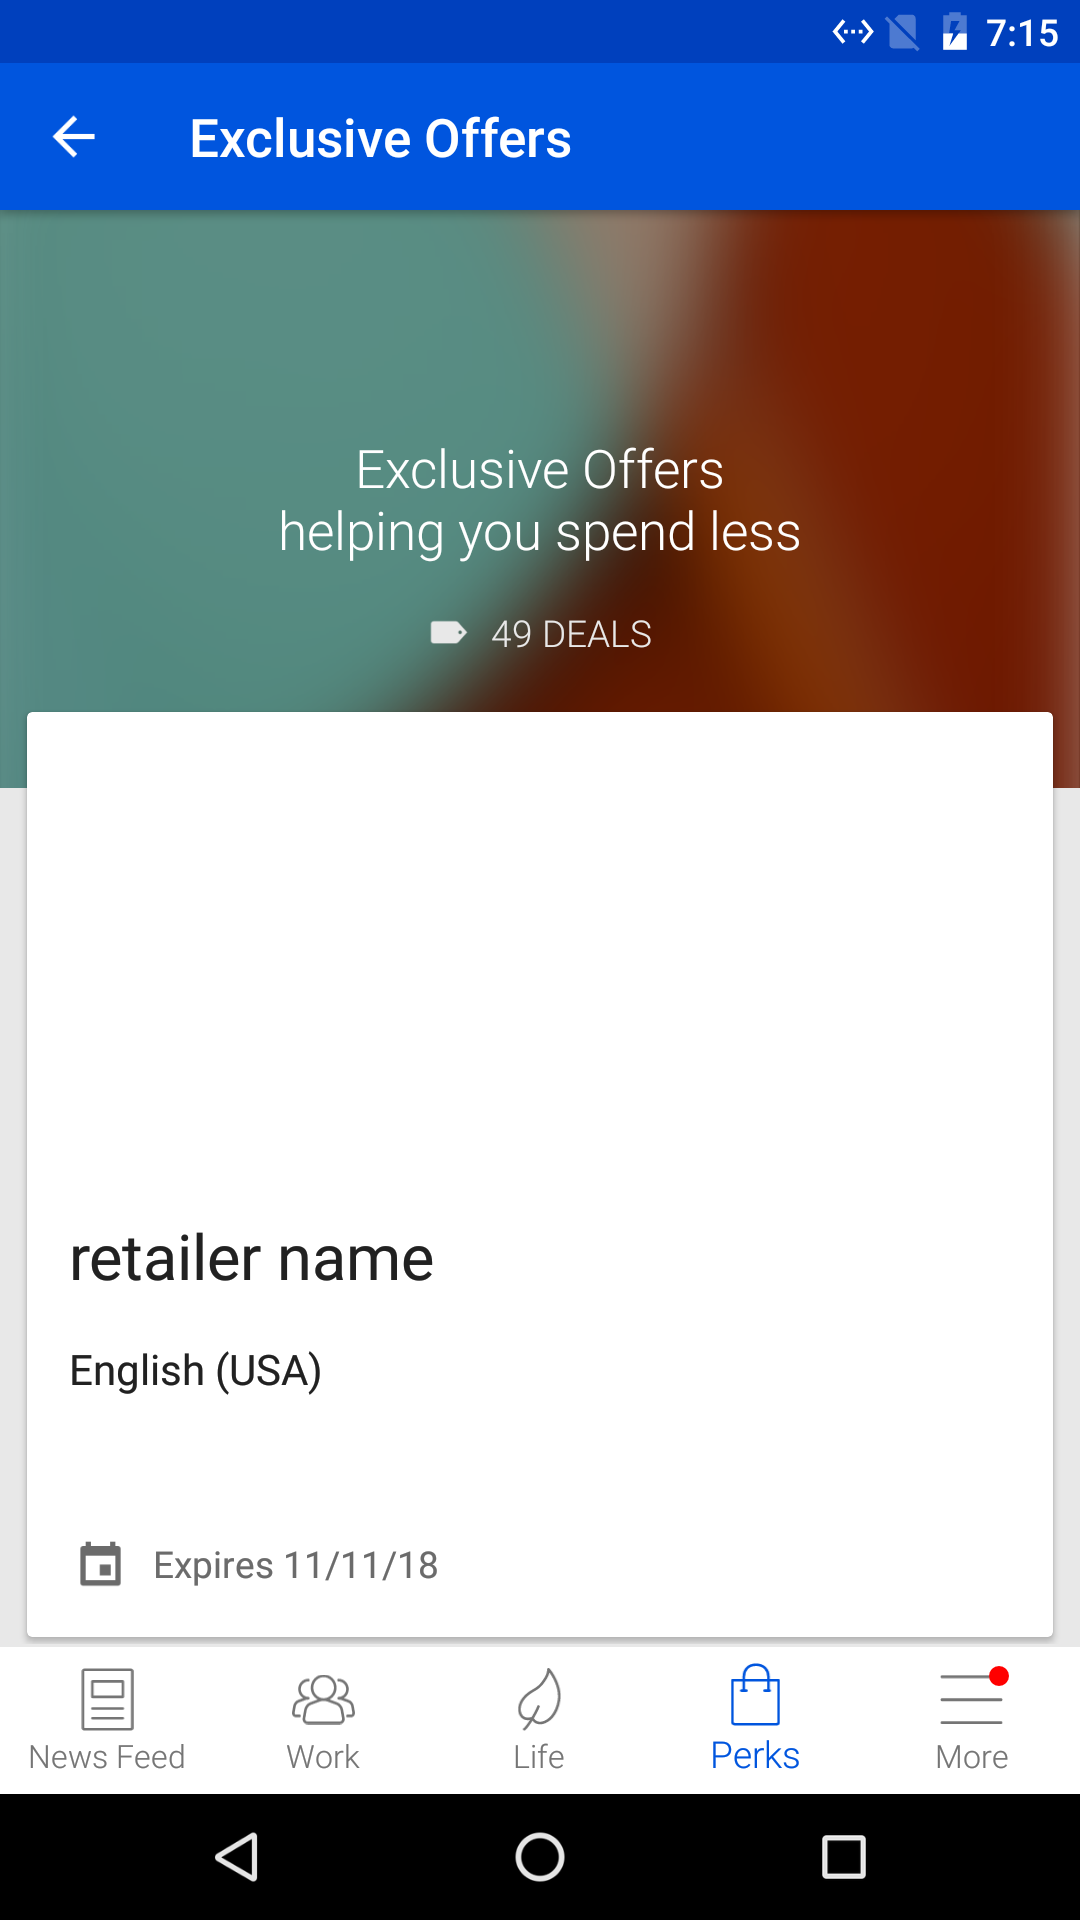 7:15
Exclusive Offers
Exclusive Offers
helping you spend less
49 DEALS
retailer name
English (USA)
Expires 11/11/18
News Feed
Work
Life
Perks
More